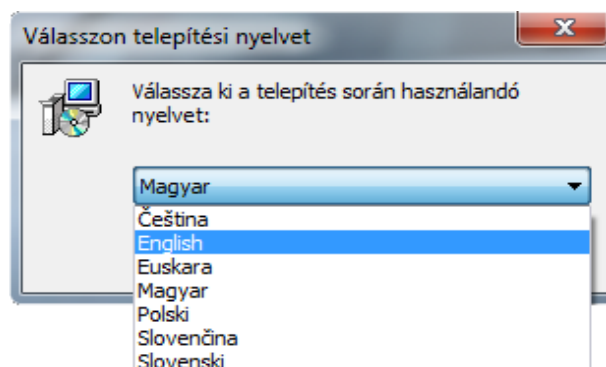 Válasszon telepítési nyelvet
Válassza ki a telepítés során használandó
nyelvet:
Magyar
Čeština
English
Euskara
Magyar
Polski
Slovenčina
Slovenski